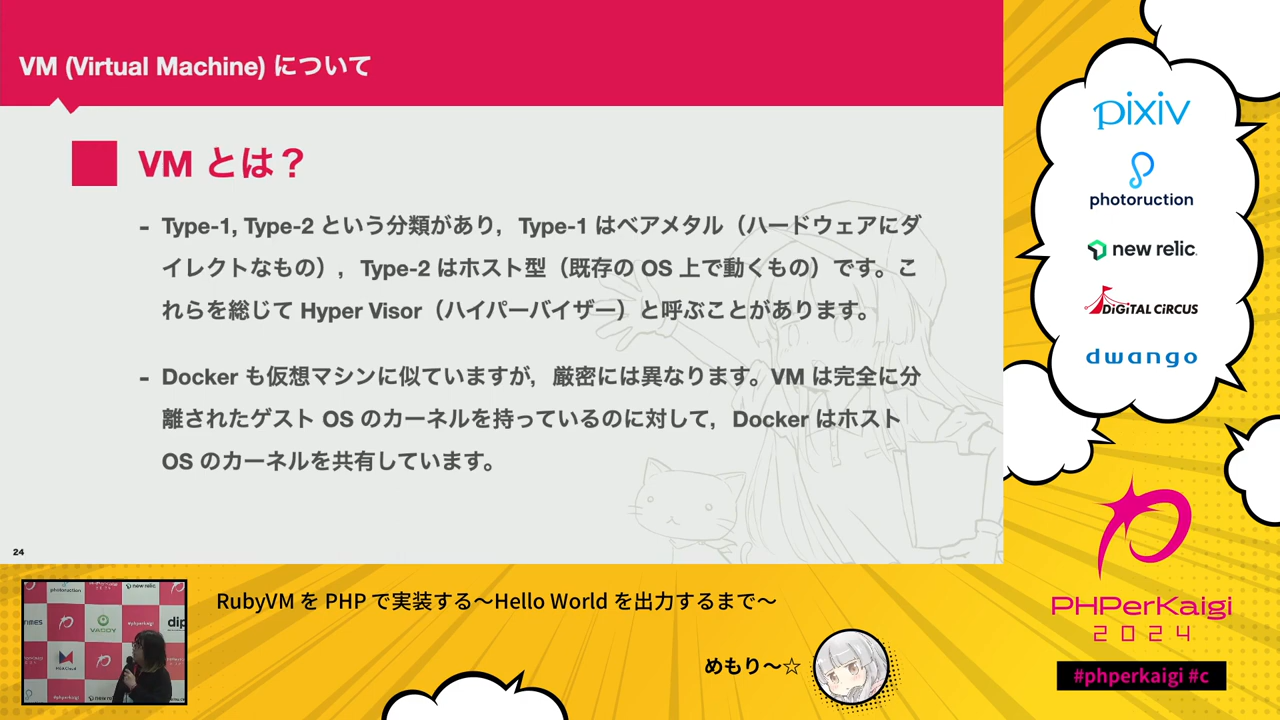 VM (Virtual Machine) について
VM とは？
- Type-1, Type-2 という分類があり，Type-1 はベアメタル（ハードウェアにダ
イレクトなもの），Type-2 はホスト型（既存の OS 上で動くもの）です。こ
れらを総じて Hyper Visor（ハイパーバイザー）と呼ぶことがあります。
- Docker も仮想マシンに似ていますが，厳密には異なります。VM は完全に分
離されたゲスト OS のカーネルを持っているのに対して，Docker はホスト
OS のカーネルを共有しています。
24
pixiv
photoruction
new relic.
DIGITAL CIRCUS
dwango
PHPerKaigi
2024
#phperkaigi #c
RubyVM を PHP で実装する〜Hello World を出力するまで〜
めもり〜☆
photoruction
new relic
VADDY
#phperkaigi
dip
#phperkaigi
new relic